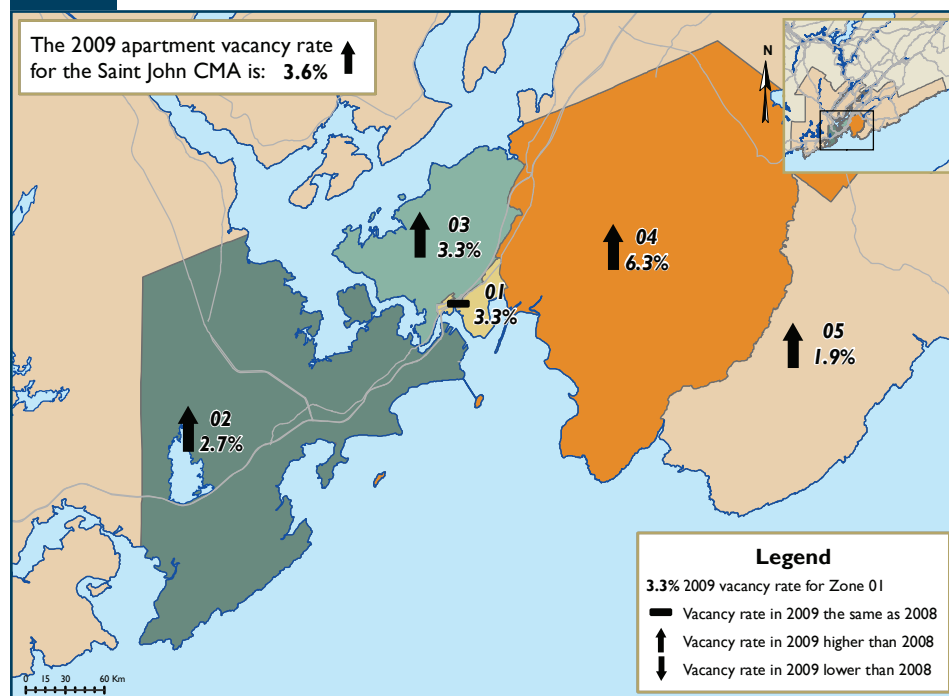 The 2009 apartment vacancy rate
for the Saint John CMA is: 3.6%
N
03
3.3%
04
6.3%
01
3.3%
05
1.9%
02
2.7%
Legend
3.3% 2009 vacancy rate for Zone 01
Vacancy rate in 2009 the same as 2008
Vacancy rate in 2009 higher than 2008
Vacancy rate in 2009 lower than 2008
0 15 30 60 Km